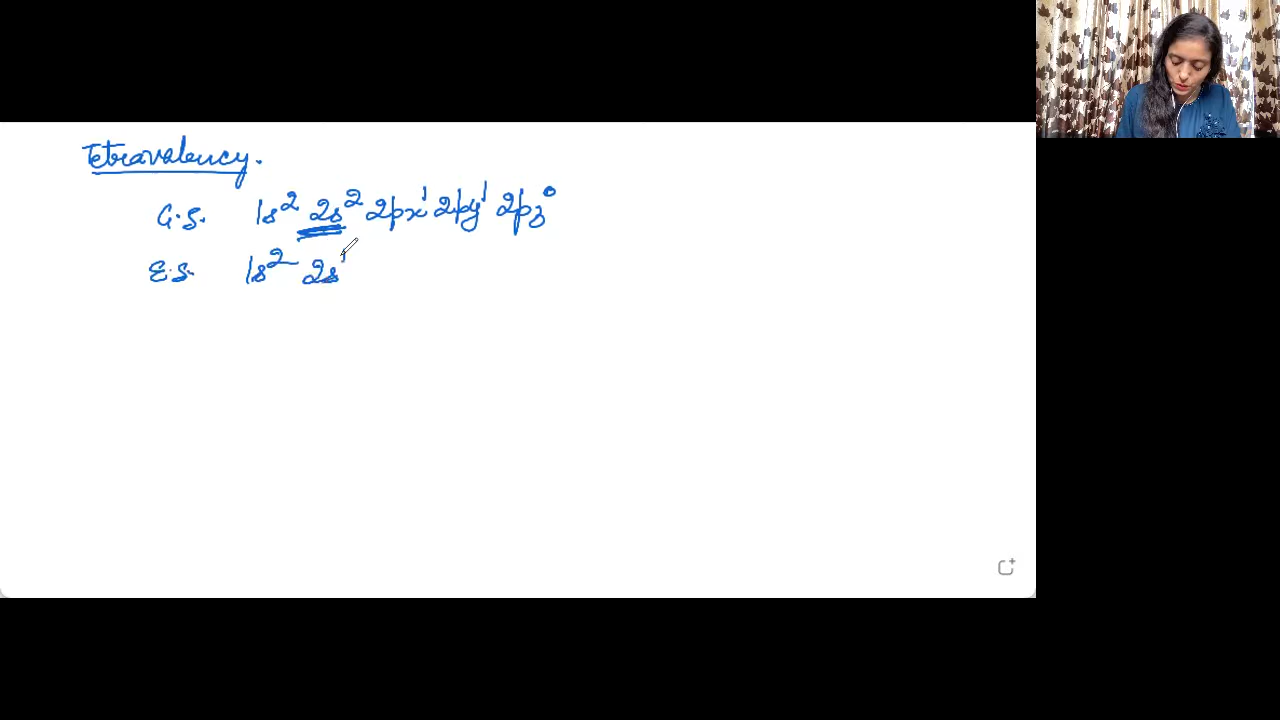 Tetravalency.
G.S. 1s² 2s² 2px¹ 2py¹ 2pz⁰
E.S. 1s² 2s¹